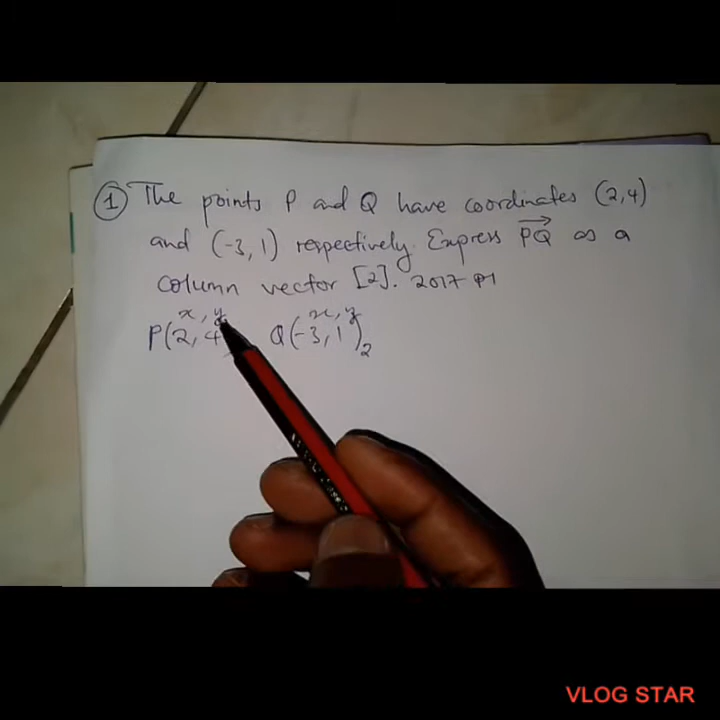 ① The points P and Q have coordinates (2,4)
and (-3, 1) respectively. Express PQ⃗ as a
column vector [2]. 2017 P1
x, y x, y
P(2, 4 Q(-3, 1)2
VLOG STAR